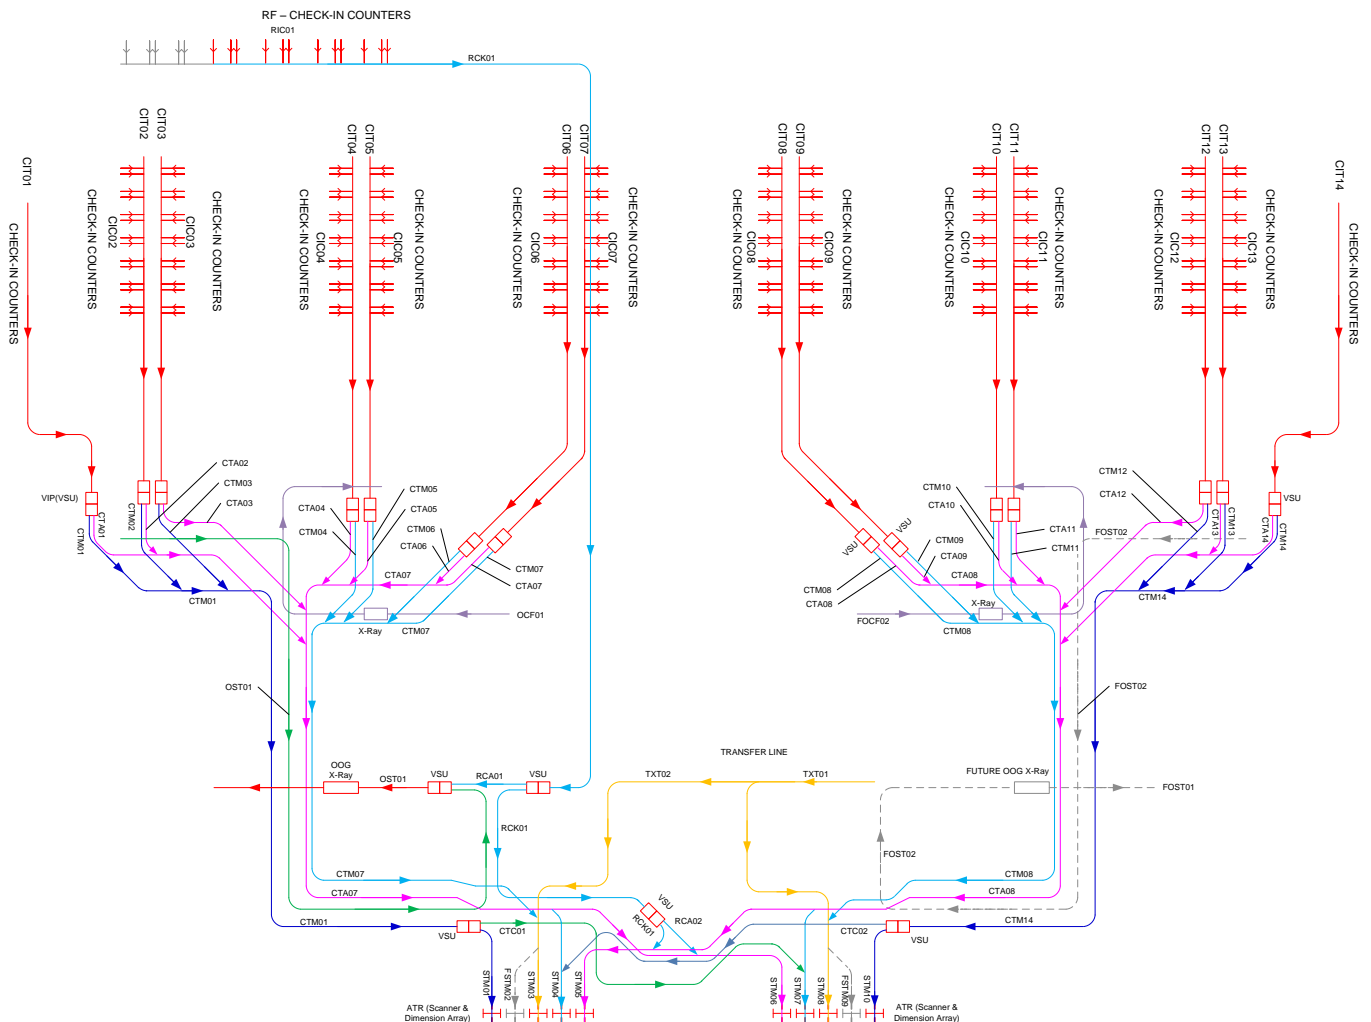 RF – CHECK-IN COUNTERS
RIC01
RCK01
CIT01
CHECK-IN COUNTERS
CIT02
CIT03
CHECK-IN COUNTERS
CIC02
CIC03
CHECK-IN COUNTERS
CIT04
CIT05
CHECK-IN COUNTERS
CIC04
CIC05
CHECK-IN COUNTERS
CIT06
CIT07
CHECK-IN COUNTERS
CIC06
CIC07
CHECK-IN COUNTERS
CIT08
CIT09
CHECK-IN COUNTERS
CIC08
CIC09
CHECK-IN COUNTERS
CIT10
CIT11
CHECK-IN COUNTERS
CIC10
CIC11
CHECK-IN COUNTERS
CIT12
CIT13
CHECK-IN COUNTERS
CIC12
CIC13
CHECK-IN COUNTERS
CIT14
CHECK-IN COUNTERS
VIP(VSU)
CTA01
CTM01
CTM02
CTA02
CTM03
CTA03
CTM01
CTA04
CTM04
CTM05
CTA05
CTM06
CTA06
CTM07
CTA07
CTA07
X-Ray
CTM07
OCF01
VSU
VSU
CTM09
CTA09
CTM08
CTA08
CTA08
FOCF02
X-Ray
CTM08
CTM10
CTA10
CTA11
CTM11
CTM12
CTA12
FOST02
CTA13
CTM13
VSU
CTA14
CTM14
CTM14
OST01
FOST02
OOG
X-Ray
OST01
VSU
RCA01
VSU
RCK01
TRANSFER LINE
TXT02
TXT01
FUTURE OOG X-Ray
FOST01
FOST02
CTM07
CTA07
CTM01
VSU
CTC01
VSU
RCK01
RCA02
CTM08
CTA08
CTC02
VSU
CTM14
ATR (Scanner &
Dimension Array)
STM01
FSTM02
STM03
STM04
STM05
STM06
STM07
STM08
FSTM09
STM10
ATR (Scanner &
Dimension Array)